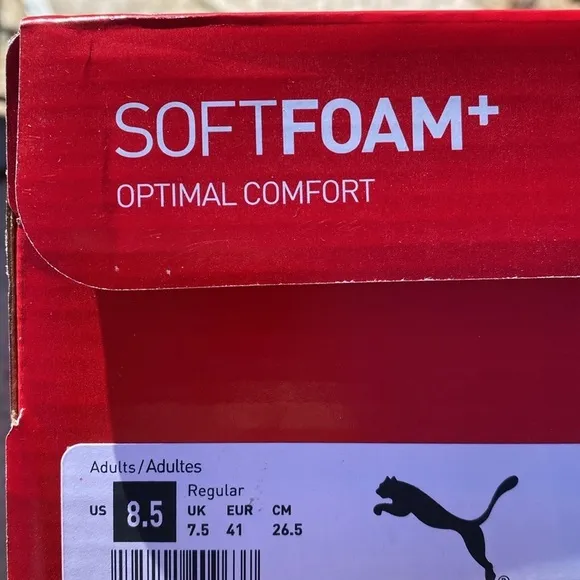 SOFTFOAM+
OPTIMAL COMFORT
Adults/Adultes
Regular
US 8.5 UK EUR CM
7.5 41 26.5
®